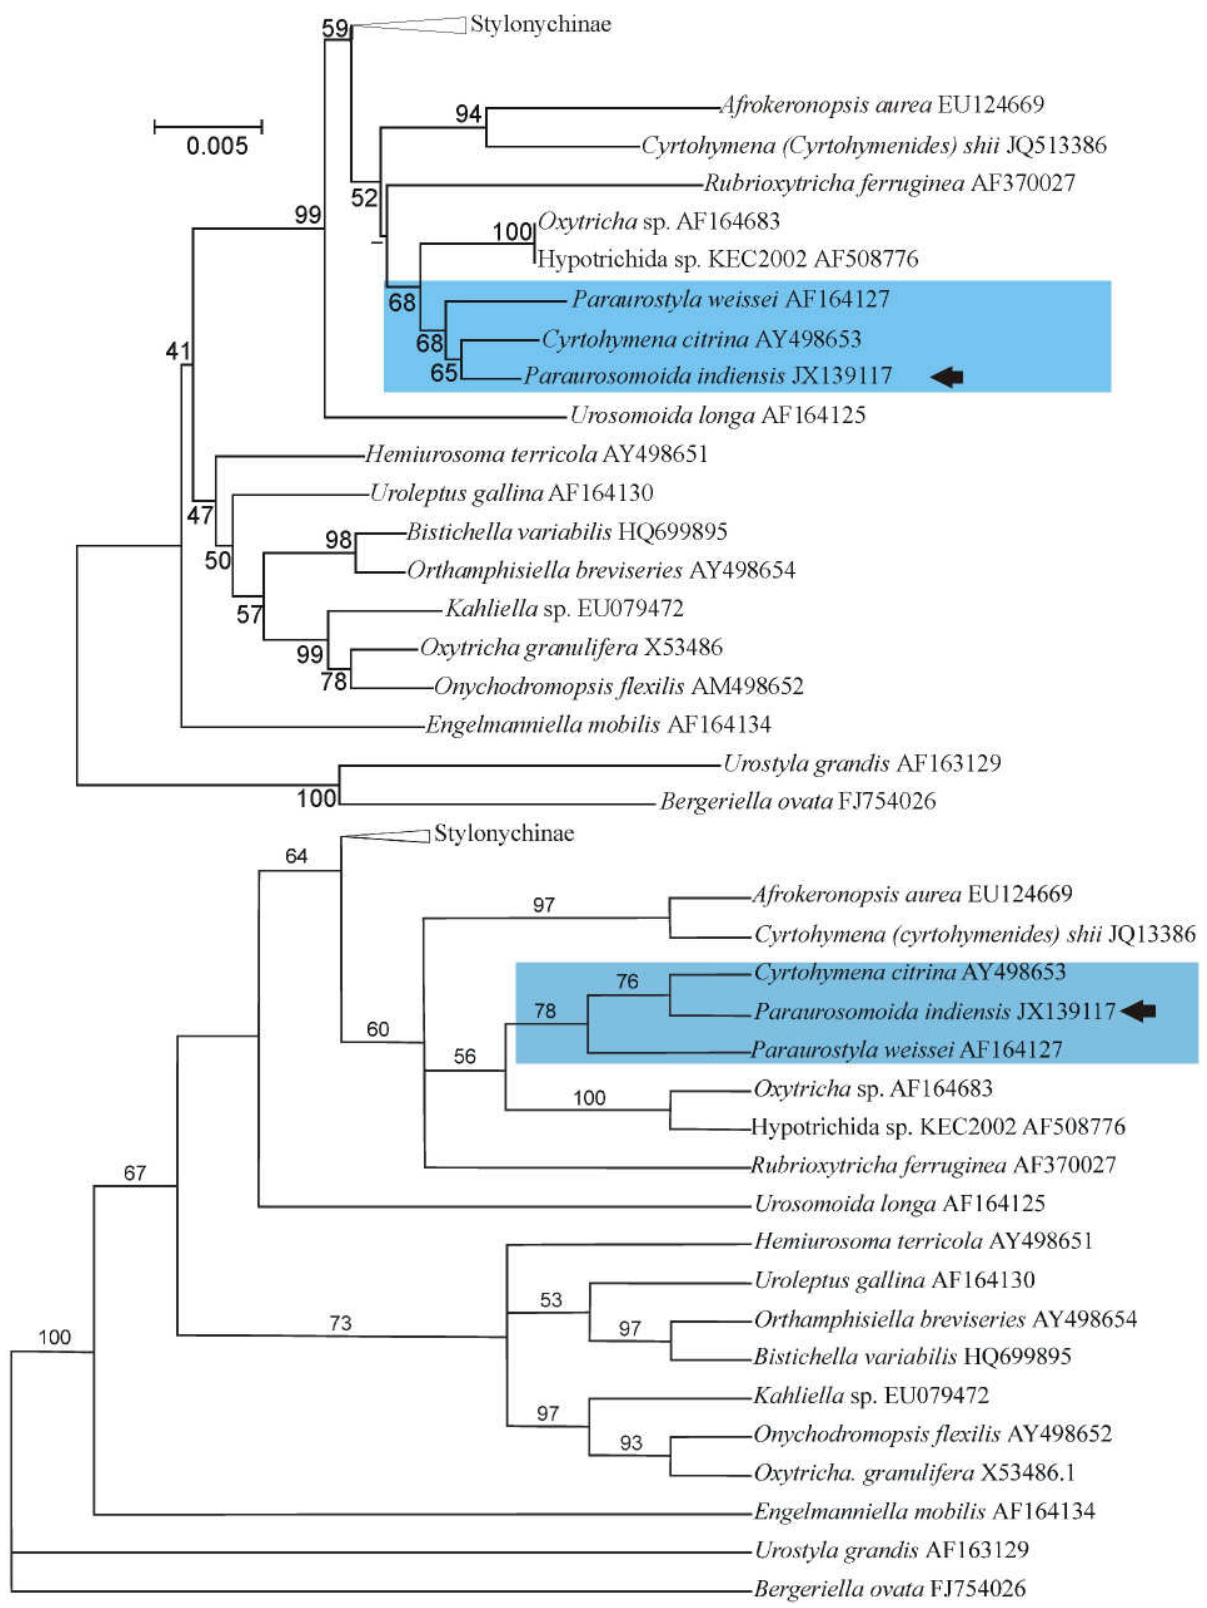 59
Stylonychinae
0.005
94
Afrokeronopsis aurea EU124669
Cyrtohymena (Cyrtohymenides) shii JQ513386
52
Rubrioxytricha ferruginea AF370027
99
100
Oxytricha sp. AF164683
Hypotrichida sp. KEC2002 AF508776
68
Paraurostyla weissei AF164127
68
Cyrtohymena citrina AY498653
65
Paraurosomoida indiensis JX139117
41
Urosomoida longa AF164125
Hemiurosoma terricola AY498651
47
Uroleptus gallina AF164130
98
Bistichella variabilis HQ699895
50
Orthamphisiella breviseries AY498654
57
Kahliella sp. EU079472
99
Oxytricha granulifera X53486
78
Onychodromopsis flexilis AM498652
Engelmanniella mobilis AF164134
Urostyla grandis AF163129
100
Bergeriella ovata FJ754026
Stylonychinae
64
Afrokeronopsis aurea EU124669
97
Cyrtohymena (cyrtohymenides) shii JQ13386
Cyrtohymena citrina AY498653
76
Paraurosomoida indiensis JX139117
78
60
Paraurostyla weissei AF164127
56
Oxytricha sp. AF164683
100
Hypotrichida sp. KEC2002 AF508776
Rubrioxytricha ferruginea AF370027
67
Urosomoida longa AF164125
Hemiurosoma terricola AY498651
Uroleptus gallina AF164130
53
Orthamphisiella breviseries AY498654
73
97
100
Bistichella variabilis HQ699895
Kahliella sp. EU079472
97
Onychodromopsis flexilis AY498652
93
Oxytricha. granulifera X53486.1
Engelmanniella mobilis AF164134
Urostyla grandis AF163129
Bergeriella ovata FJ754026